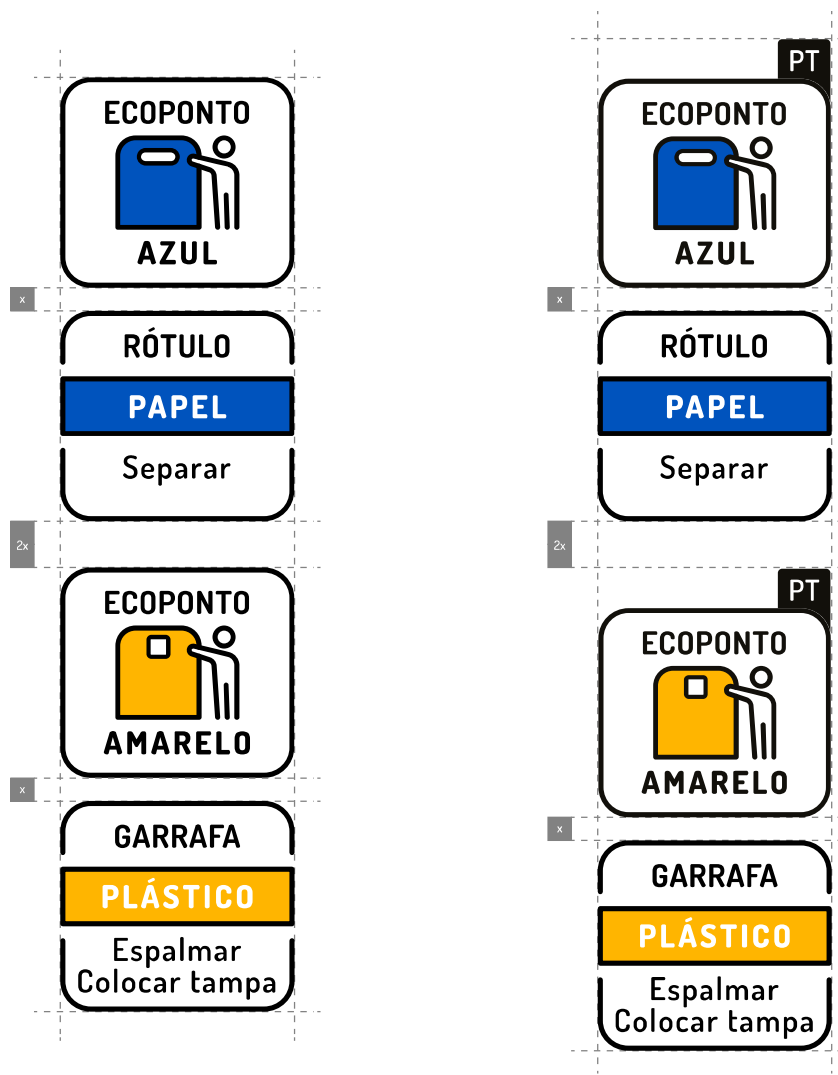 ECOPONTO
AZUL
x
RÓTULO
PAPEL
Separar
2x
ECOPONTO
AMARELO
x
GARRAFA
PLÁSTICO
Espalmar
Colocar tampa
PT
ECOPONTO
AZUL
x
RÓTULO
PAPEL
Separar
2x
PT
ECOPONTO
AMARELO
x
GARRAFA
PLÁSTICO
Espalmar
Colocar tampa